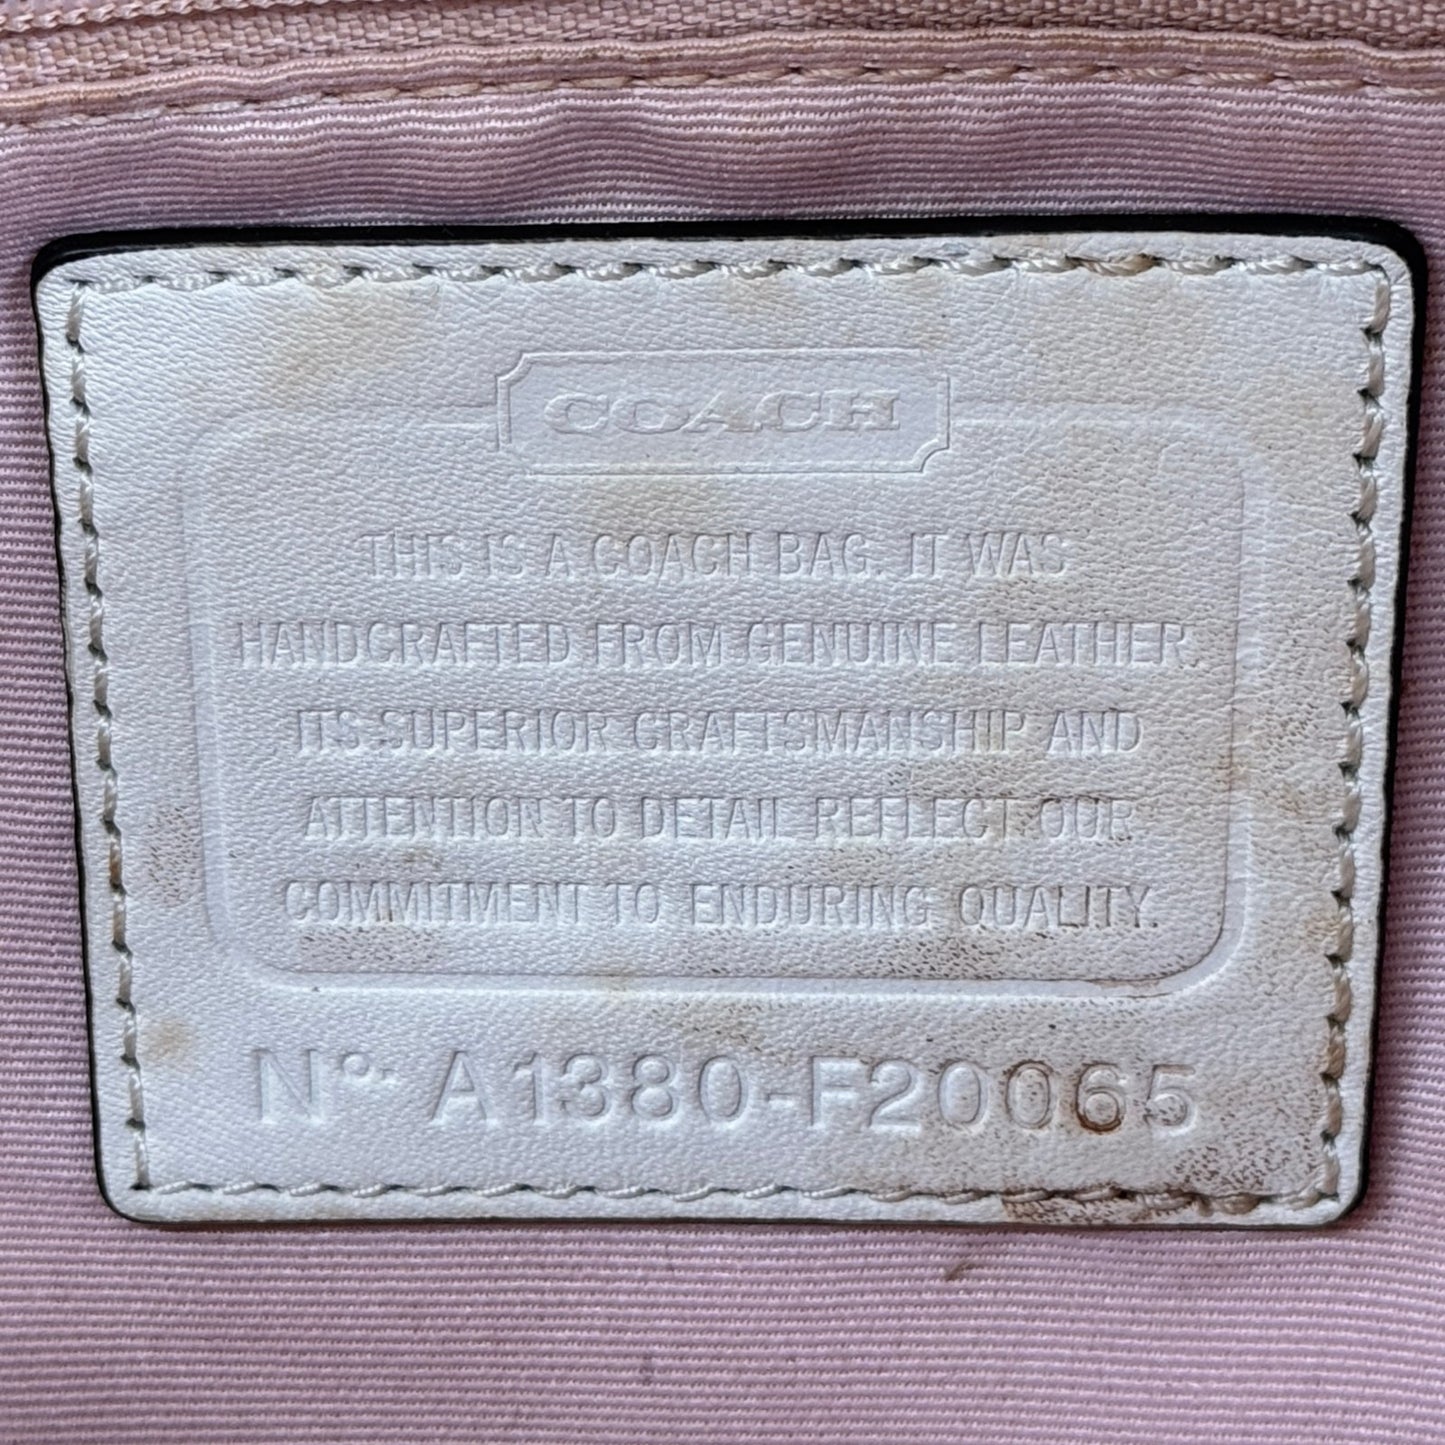 COACH
THIS IS A COACH BAG. IT WAS
HANDCRAFTED FROM GENUINE LEATHER.
ITS SUPERIOR CRAFTSMANSHIP AND
ATTENTION TO DETAIL REFLECT OUR
COMMITMENT TO ENDURING QUALITY.
Nº A1380-F20065